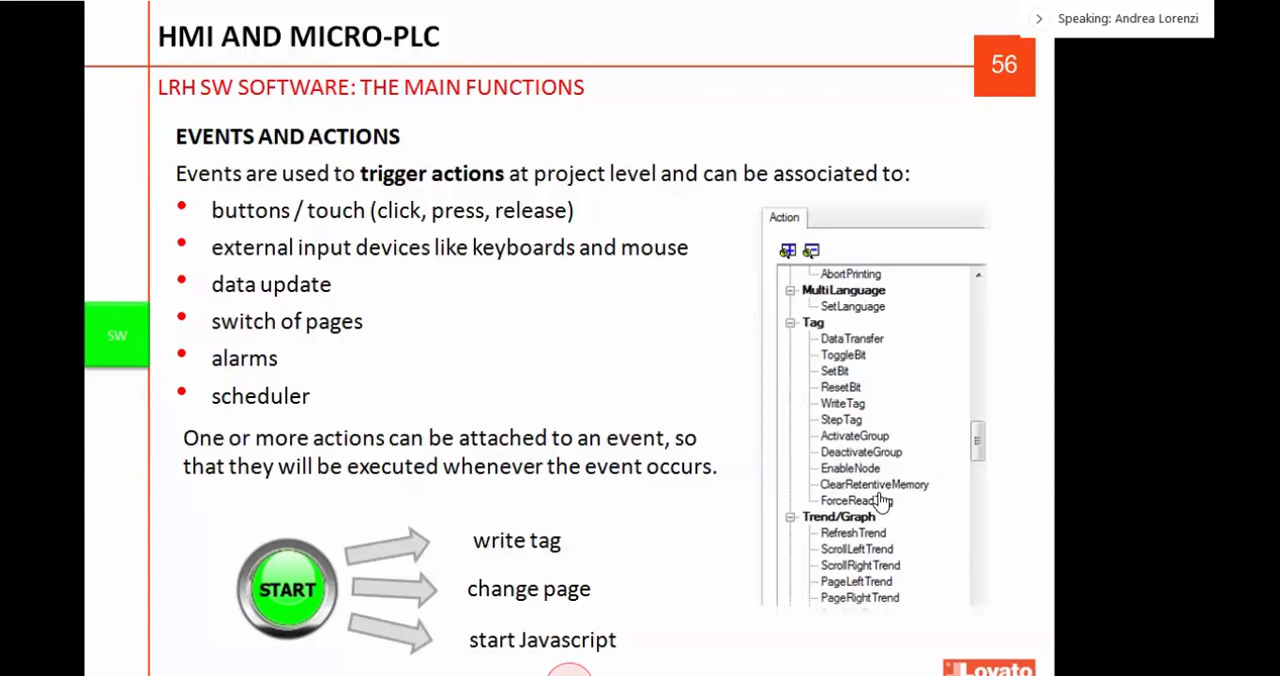 Speaking: Andrea Lorenzi
HMI AND MICRO-PLC
56
LRH SW SOFTWARE: THE MAIN FUNCTIONS
EVENTS AND ACTIONS
Events are used to trigger actions at project level and can be associated to:
• buttons / touch (click, press, release)
• external input devices like keyboards and mouse
• data update
• switch of pages
• alarms
• scheduler
SW
One or more actions can be attached to an event, so
that they will be executed whenever the event occurs.
START
write tag
change page
start Javascript
Action
AbortPrinting
MultiLanguage
SetLanguage
Tag
DataTransfer
ToggleBit
SetBit
ResetBit
WriteTag
StepTag
ActivateGroup
DeactivateGroup
EnableNode
ClearRetentiveMemory
Trend/Graph
RefreshTrend
ScrollLeftTrend
ScrollRightTrend
PageLeftTrend
PageRightTrend
Lovato